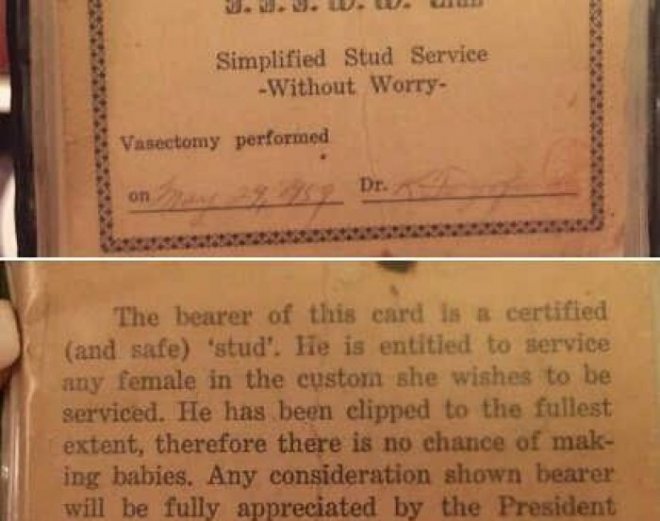 Simplified Stud Service
-Without Worry-
Vasectomy performed
on May 29, 1959 Dr.
The bearer of this card is a certified
(and safe) 'stud'. He is entitled to service
any female in the custom she wishes to be
serviced. He has been clipped to the fullest
extent, therefore there is no chance of mak-
ing babies. Any consideration shown bearer
will be fully appreciated by the President